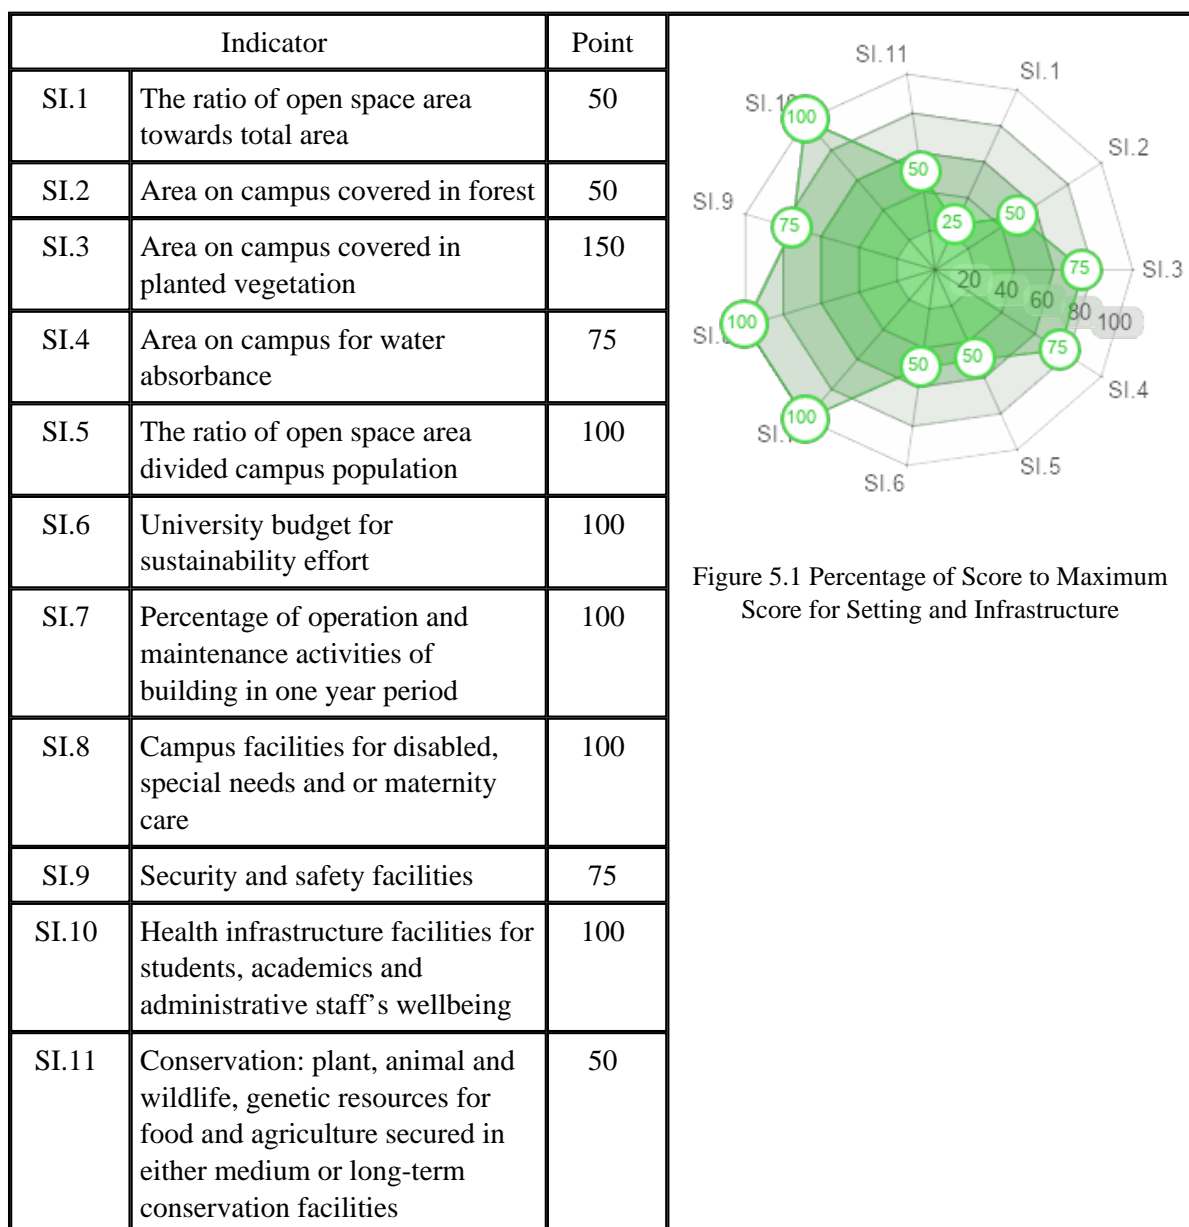 Indicator Point
SI.1 The ratio of open space area 50
towards total area
SI.2 Area on campus covered in forest 50
SI.3 Area on campus covered in 150
planted vegetation
SI.4 Area on campus for water 75
absorbance
SI.5 The ratio of open space area 100
divided campus population
SI.6 University budget for 100
sustainability effort
SI.7 Percentage of operation and 100
maintenance activities of
building in one year period
SI.8 Campus facilities for disabled, 100
special needs and or maternity
care
SI.9 Security and safety facilities 75
SI.10 Health infrastructure facilities for 100
students, academics and
administrative staff’s wellbeing
SI.11 Conservation: plant, animal and 50
wildlife, genetic resources for
food and agriculture secured in
either medium or long-term
conservation facilities
SI.11
SI.1
100
SI.2
50
SI.9
75
25
50
75
SI.3
20
40
60
80
100
100
50
50
75
SI.4
100
SI.5
SI.6
Figure 5.1 Percentage of Score to Maximum
Score for Setting and Infrastructure